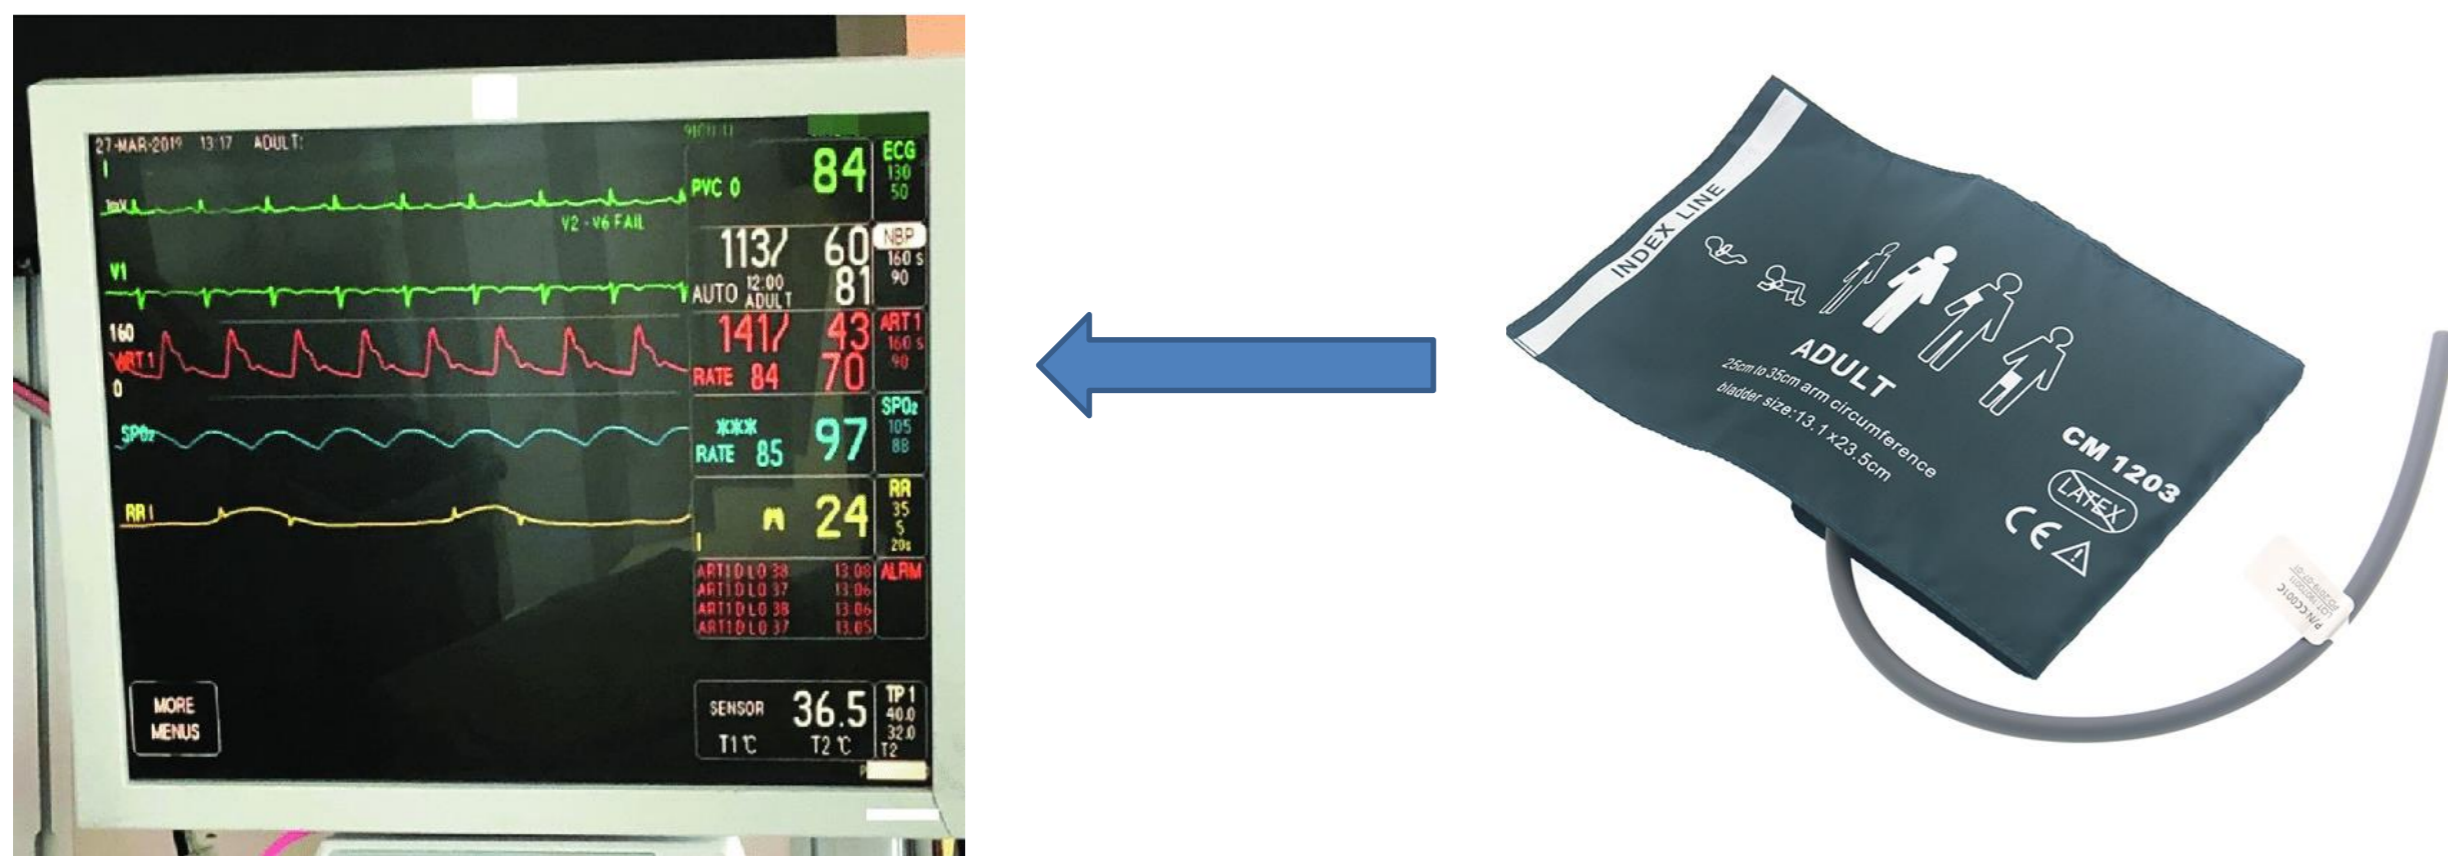 27-MAR-2019 13:17 ADULT:
I
1mV
V2 - V6 FAIL
V1
160
ART 1
0
SPO₂
RR I
MORE
MENUS
PVC 0
84
ECG
130
50
113/ 60
81
NBP
160 s
90
AUTO 12:00
ADULT
141/ 43
70
RATE 84
ART 1
160 s
90
***
RATE 85
97
SPO₂
105
88
I
24
RR
35
5
20s
ART1 D LO 38 13:08
ART1 D LO 37 13:06
ART1 D LO 38 13:06
ART1 D LO 37 13:05
ALRM
SENSOR
36.5
T1 °C T2 °C
TP 1
40.0
32.0
T2
INDEX LINE
ADULT
25cm to 35cm arm circumference
bladder size:13.1x23.5cm
CM 1203
LATEX
CE
P/N:CC001C